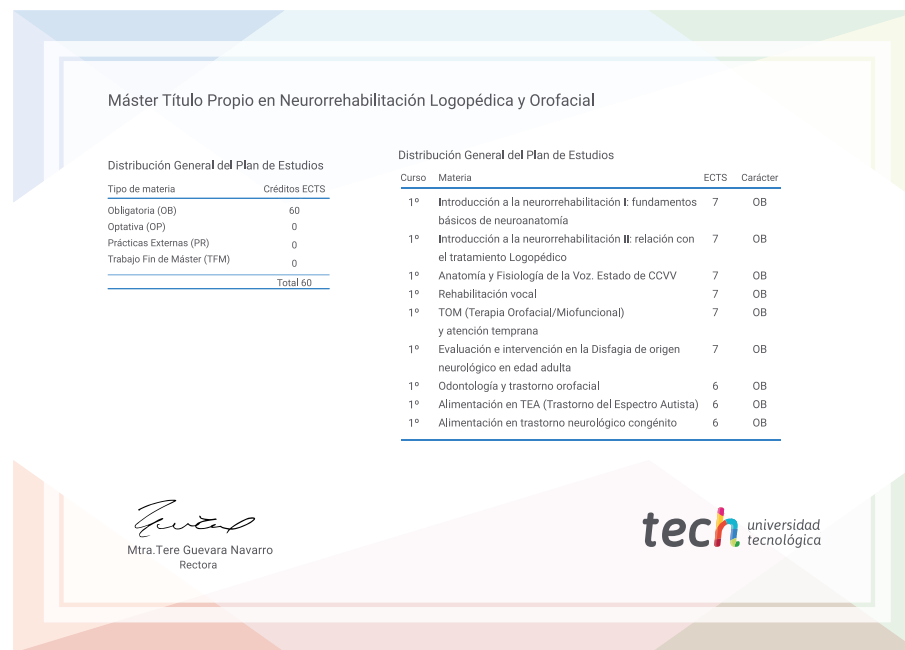 Máster Título Propio en Neurorrehabilitación Logopédica y Orofacial
Distribución General del Plan de Estudios
Tipo de materia Créditos ECTS
Obligatoria (OB) 60
Optativa (OP) 0
Prácticas Externas (PR) 0
Trabajo Fin de Máster (TFM) 0
Total 60
Distribución General del Plan de Estudios
Curso Materia ECTS Carácter
1º Introducción a la neurorrehabilitación I: fundamentos 7 OB
básicos de neuroanatomía
1º Introducción a la neurorrehabilitación II: relación con 7 OB
el tratamiento Logopédico
1º Anatomía y Fisiología de la Voz. Estado de CCVV 7 OB
1º Rehabilitación vocal 7 OB
1º TOM (Terapia Orofacial/Miofuncional) 7 OB
y atención temprana
1º Evaluación e intervención en la Disfagia de origen 7 OB
neurológico en edad adulta
1º Odontología y trastorno orofacial 6 OB
1º Alimentación en TEA (Trastorno del Espectro Autista) 6 OB
1º Alimentación en trastorno neurológico congénito 6 OB
Mtra.Tere Guevara Navarro
Rectora
tech universidad
tecnológica